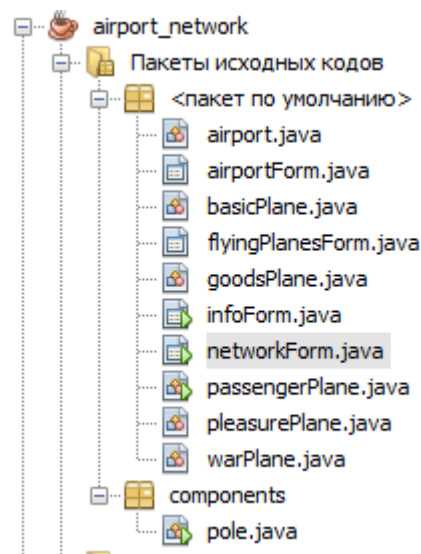 airport_network
Пакеты исходных кодов
<пакет по умолчанию>
airport.java
airportForm.java
basicPlane.java
flyingPlanesForm.java
goodsPlane.java
infoForm.java
networkForm.java
passengerPlane.java
pleasurePlane.java
warPlane.java
components
pole.java